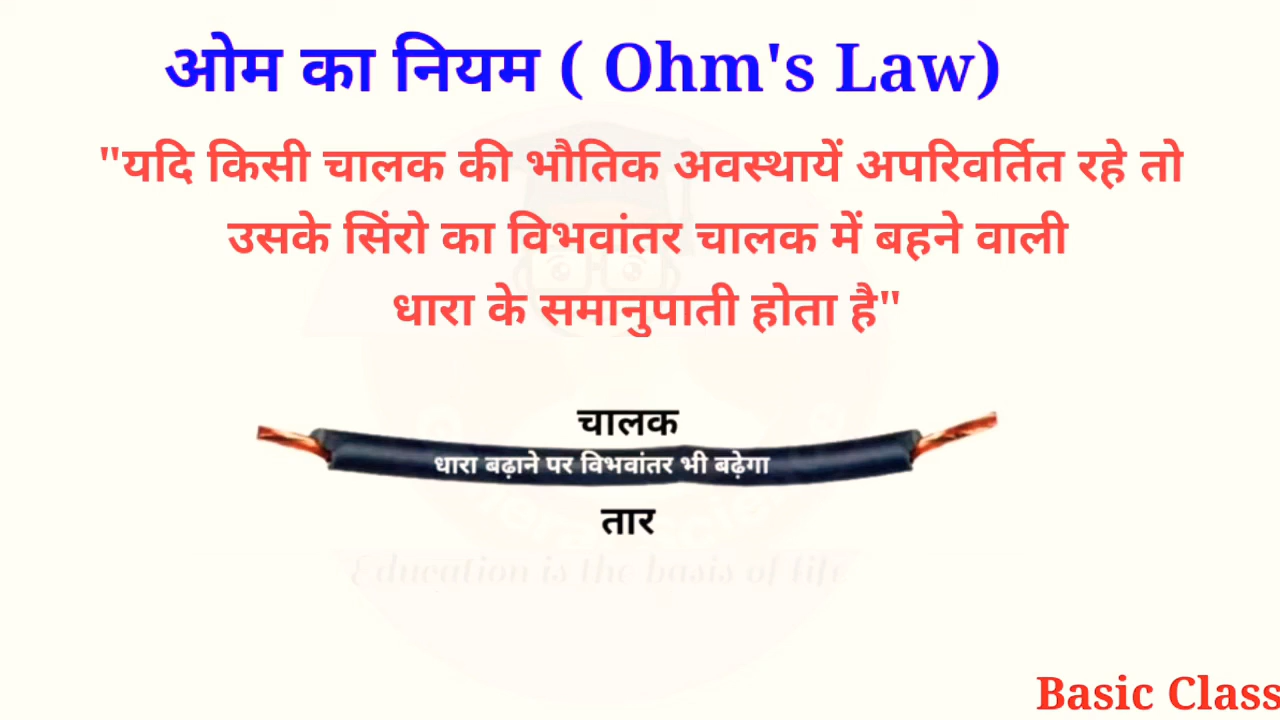 ओम का नियम ( Ohm's Law)
"यदि किसी चालक की भौतिक अवस्थायें अपरिवर्तित रहे तो
उसके सिंरो का विभवांतर चालक में बहने वाली
धारा के समानुपाती होता है"
चालक
धारा बढ़ाने पर विभवांतर भी बढ़ेगा
तार
Education is the basis of life
Basic Class